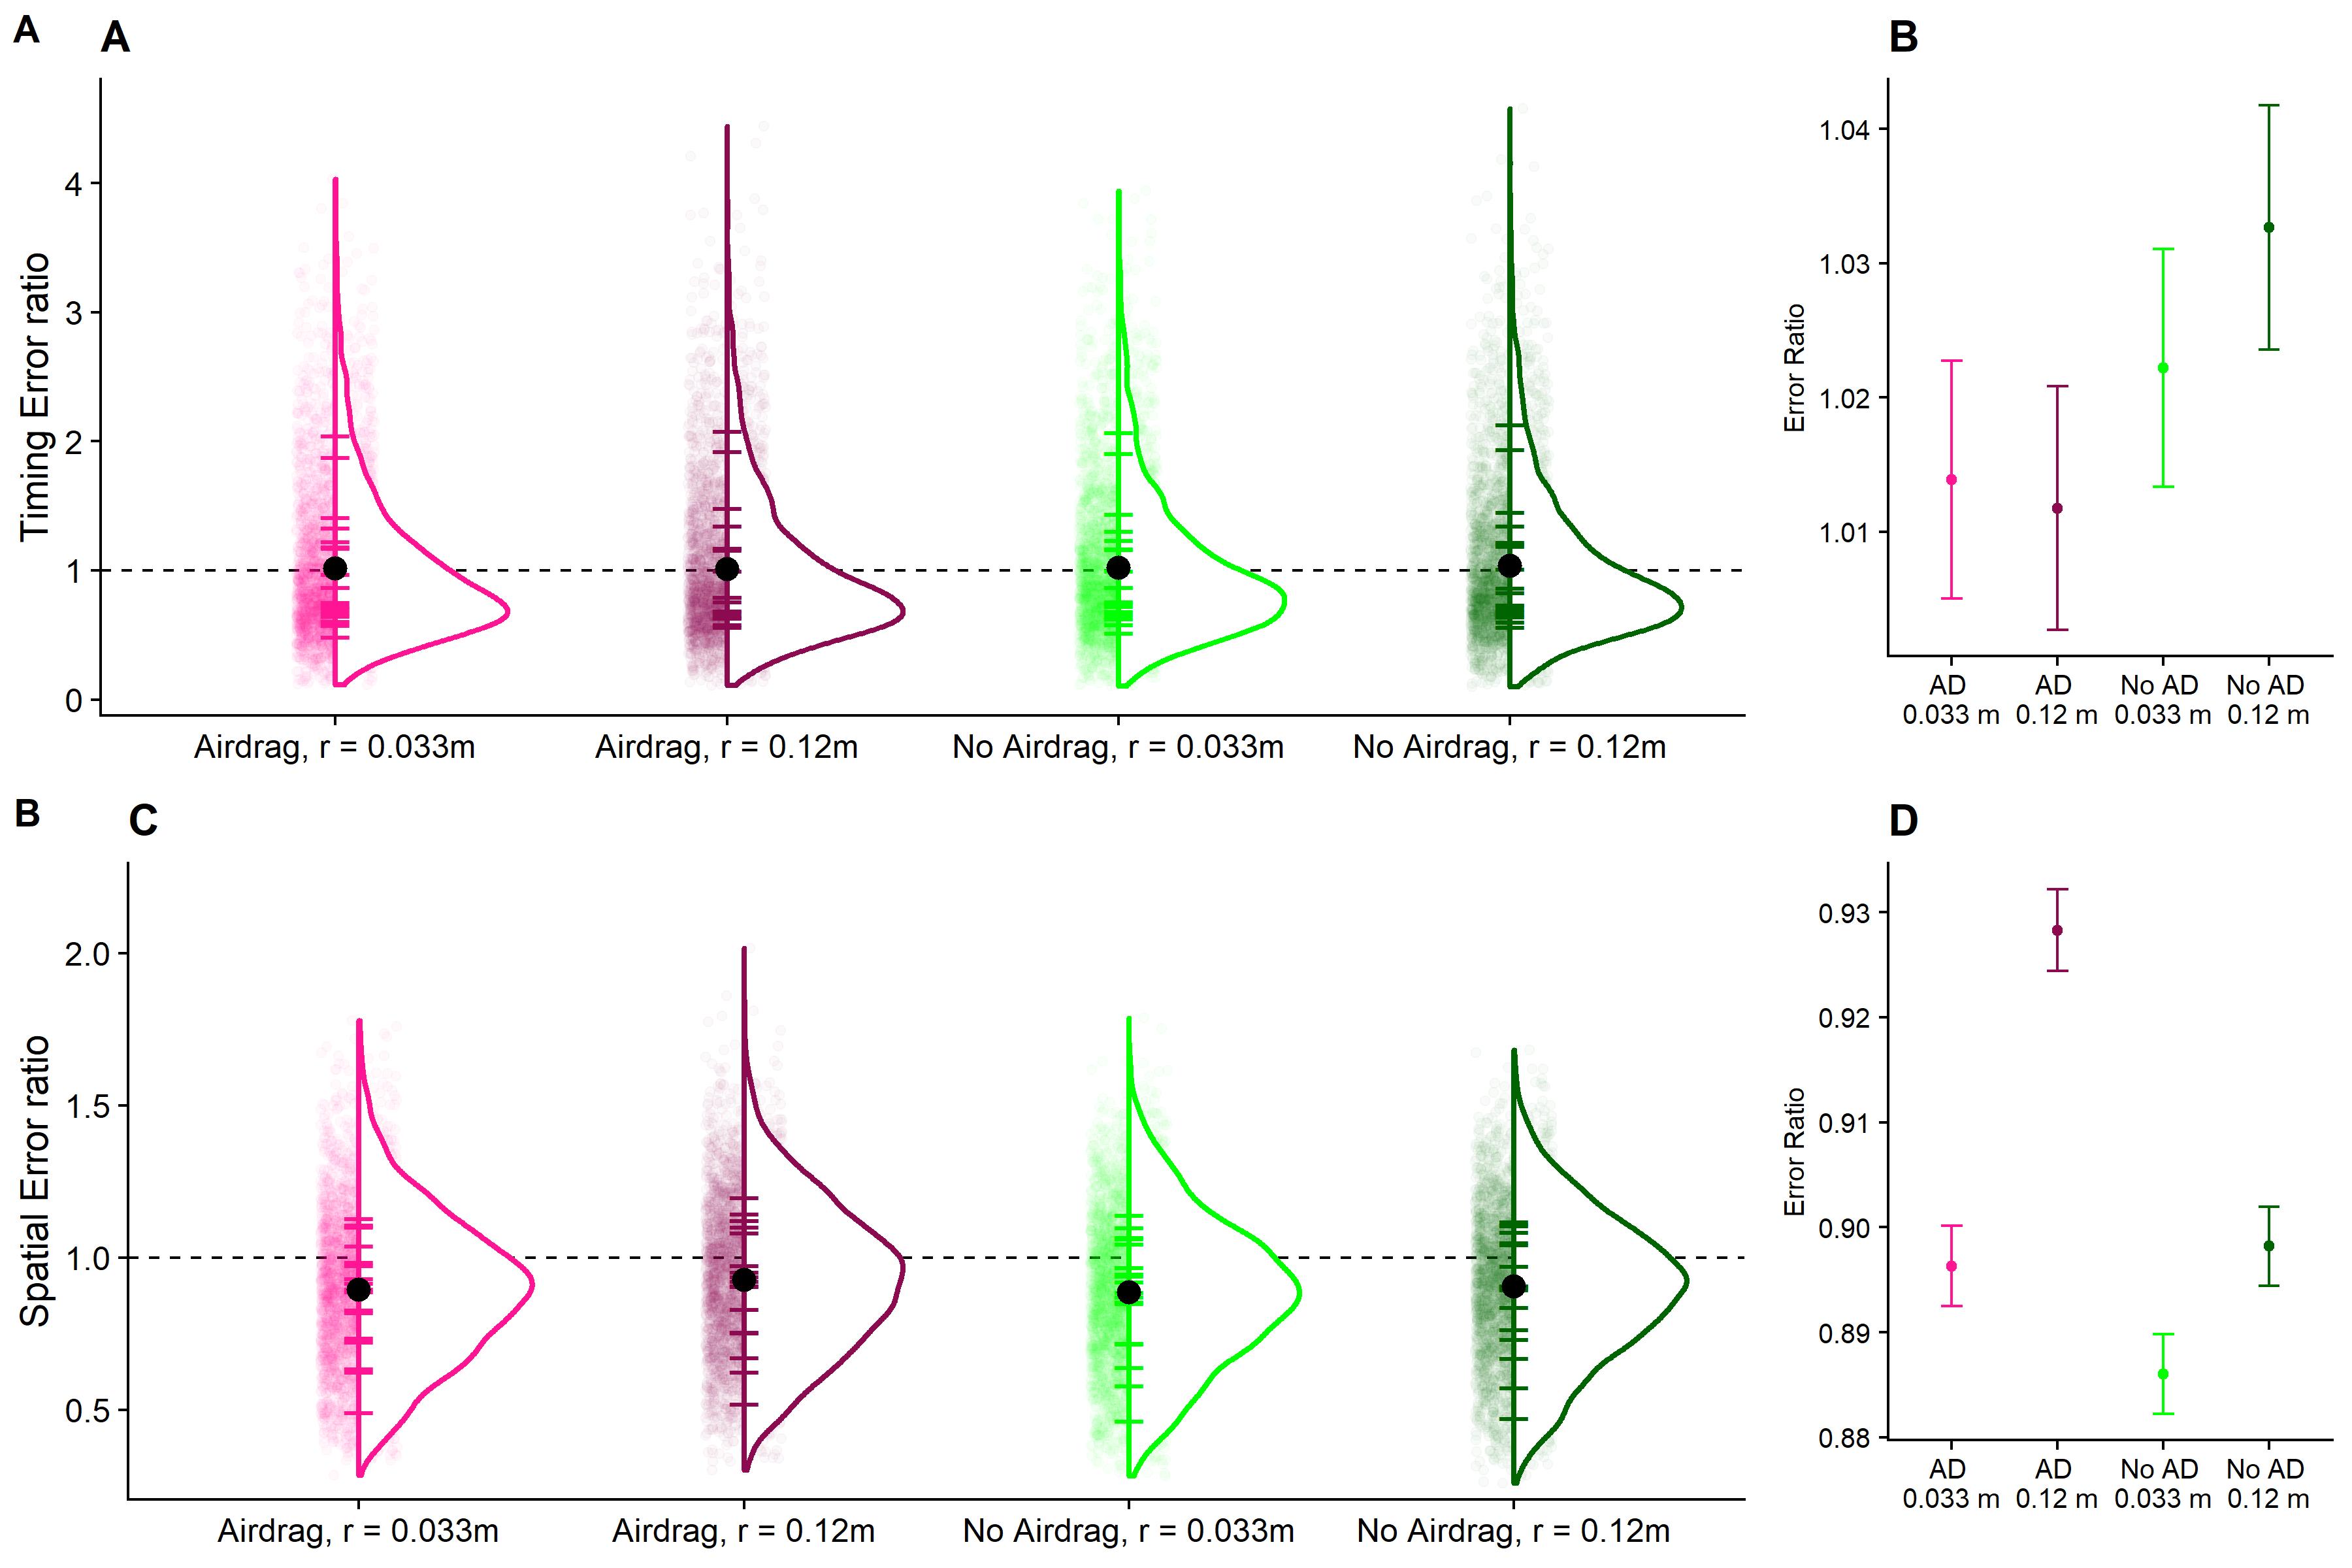 A A B
Timing Error ratio
4
3
2
1
0
Airdrag, r = 0.033m Airdrag, r = 0.12m No Airdrag, r = 0.033m No Airdrag, r = 0.12m
Error Ratio
1.04
1.03
1.02
1.01
AD AD No AD No AD
0.033 m 0.12 m 0.033 m 0.12 m
B C D
Spatial Error ratio
2.0
1.5
1.0
0.5
Airdrag, r = 0.033m Airdrag, r = 0.12m No Airdrag, r = 0.033m No Airdrag, r = 0.12m
Error Ratio
0.93
0.92
0.91
0.90
0.89
0.88
AD AD No AD No AD
0.033 m 0.12 m 0.033 m 0.12 m